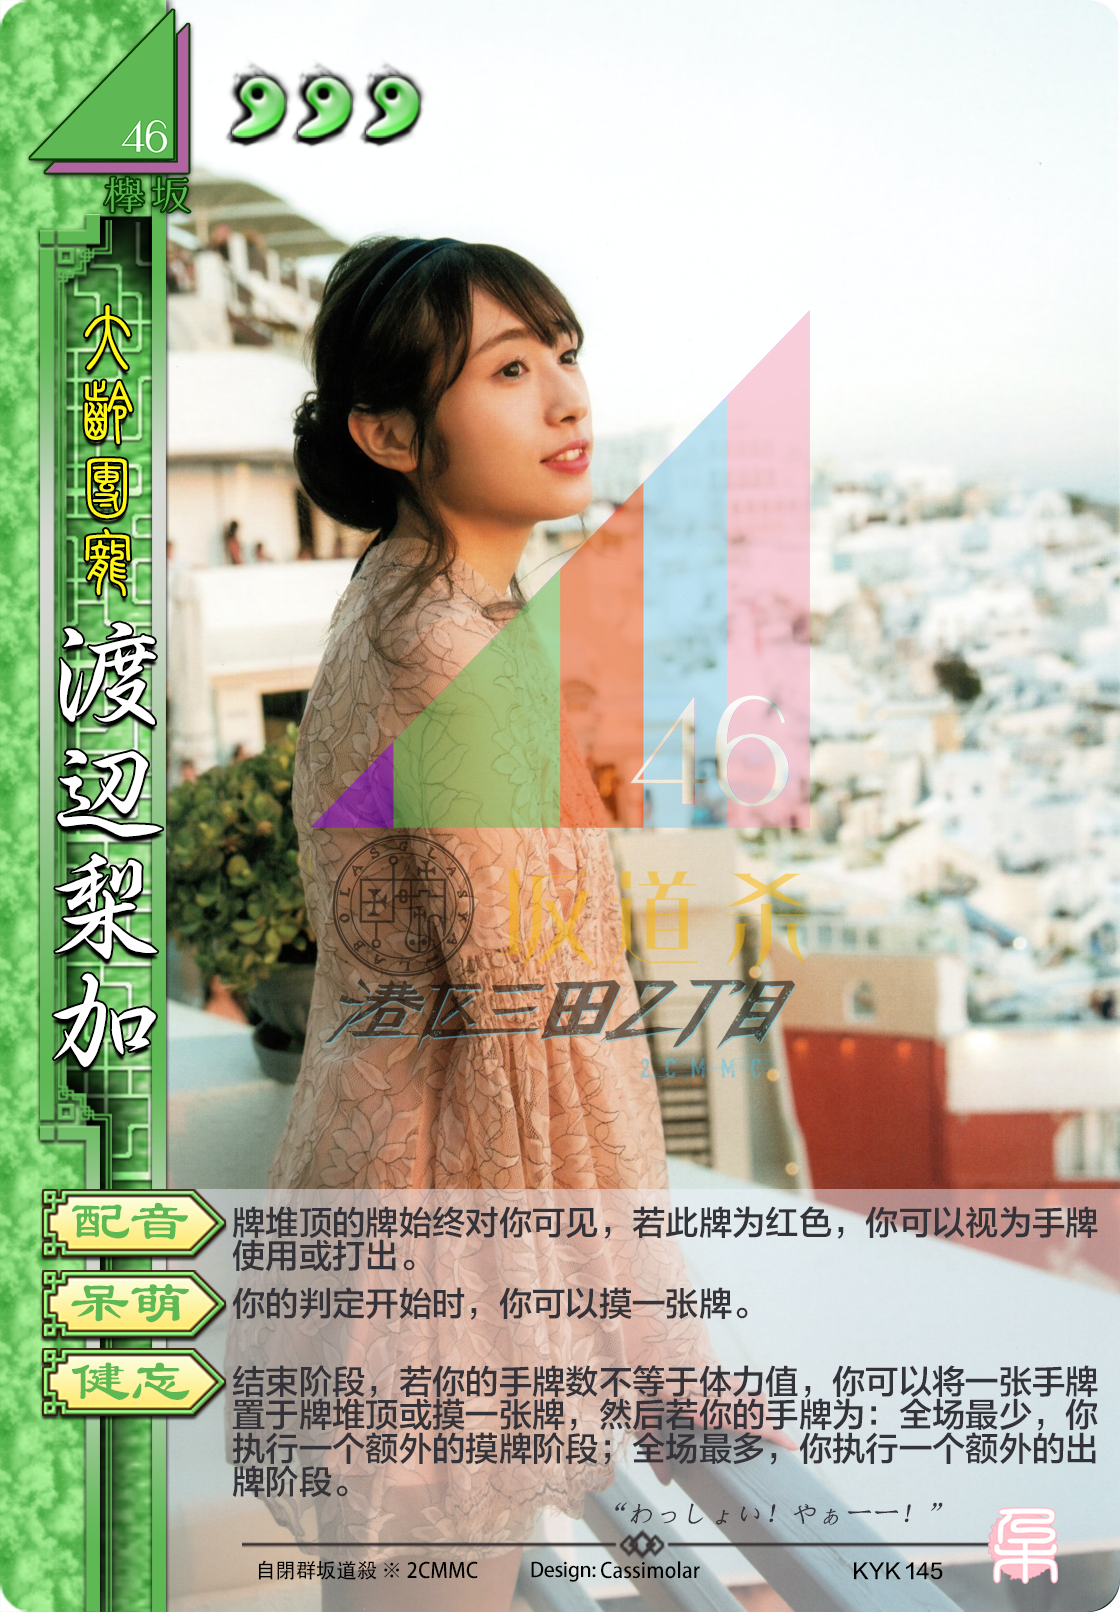 46
欅坂
大齡團寵
渡辺梨加
46
坂道杀
港区三田2丁目
2CMMC
配音
牌堆顶的牌始终对你可见，若此牌为红色，你可以视为手牌
使用或打出。
呆萌
你的判定开始时，你可以摸一张牌。
健忘
结束阶段，若你的手牌数不等于体力值，你可以将一张手牌
置于牌堆顶或摸一张牌，然后若你的手牌为：全场最少，你
执行一个额外的摸牌阶段；全场最多，你执行一个额外的出
牌阶段。
“わっしょい！やぁーー！”
自閉群坂道殺 ※ 2CMMC
Design: Cassimolar
KYK 145